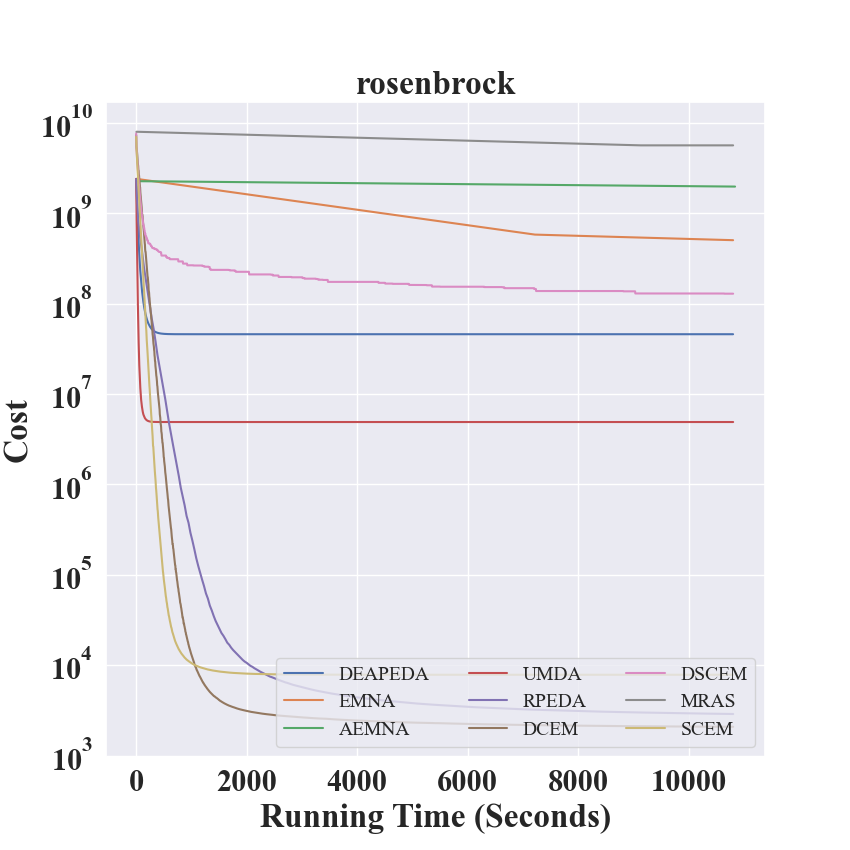 rosenbrock
Cost
10^10
10^9
10^8
10^7
10^6
10^5
10^4
10^3
0 2000 4000 6000 8000 10000
Running Time (Seconds)
DEAPEDA UMDA DSCEM
EMNA RPEDA MRAS
AEMNA DCEM SCEM